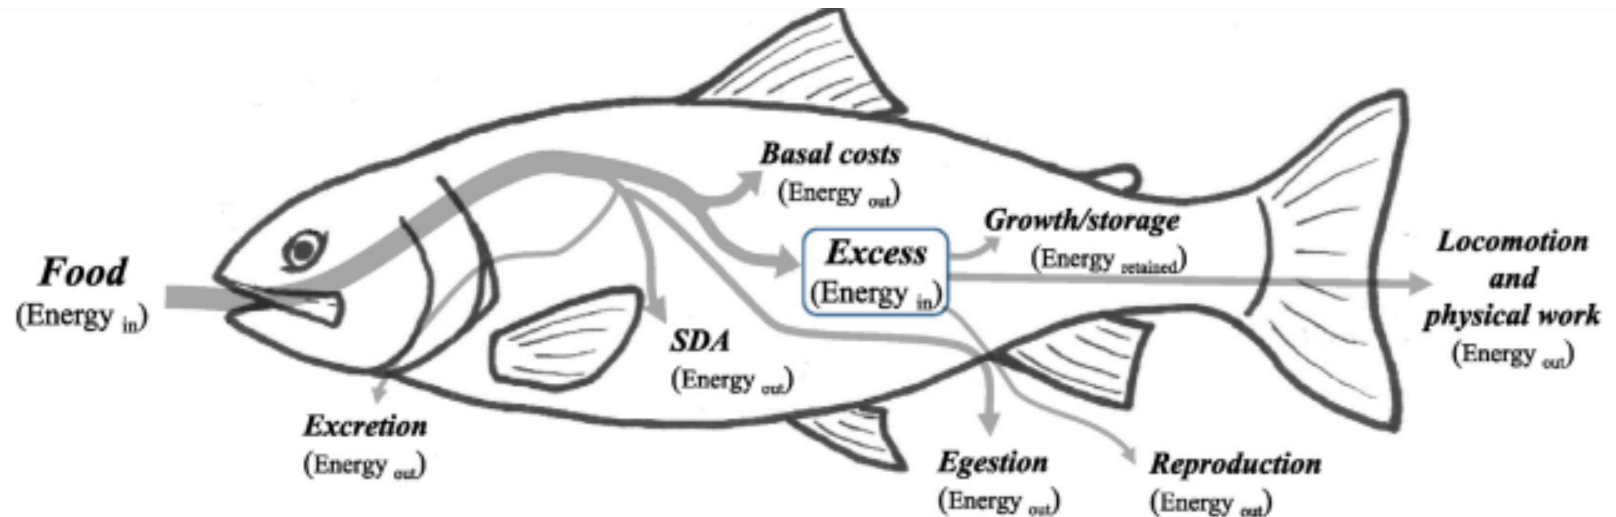 Basal costs
(Energy out)
Growth/storage
(Energy retained)
Excess
(Energy in)
Food
(Energy in)
Locomotion
and
physical work
(Energy out)
SDA
(Energy out)
Excretion
(Energy out)
Egestion
(Energy out)
Reproduction
(Energy out)